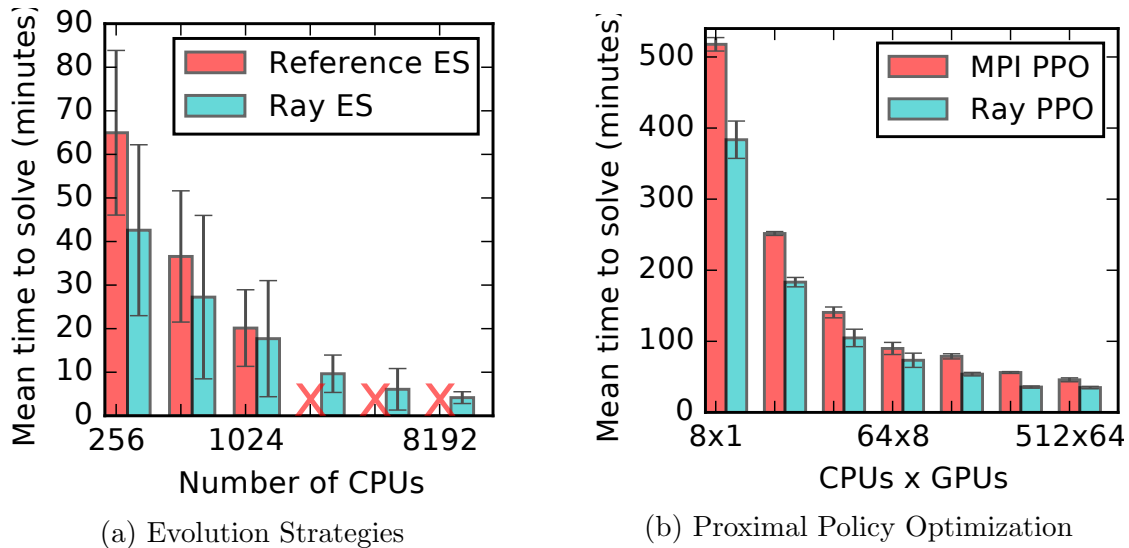 Mean time to solve (minutes)
90
80
70
60
50
40
30
20
10
0
Reference ES
Ray ES
X X X
256 1024 8192
Number of CPUs
(a) Evolution Strategies
Mean time to solve (minutes)
500
400
300
200
100
0
MPI PPO
Ray PPO
8x1 64x8 512x64
CPUs x GPUs
(b) Proximal Policy Optimization